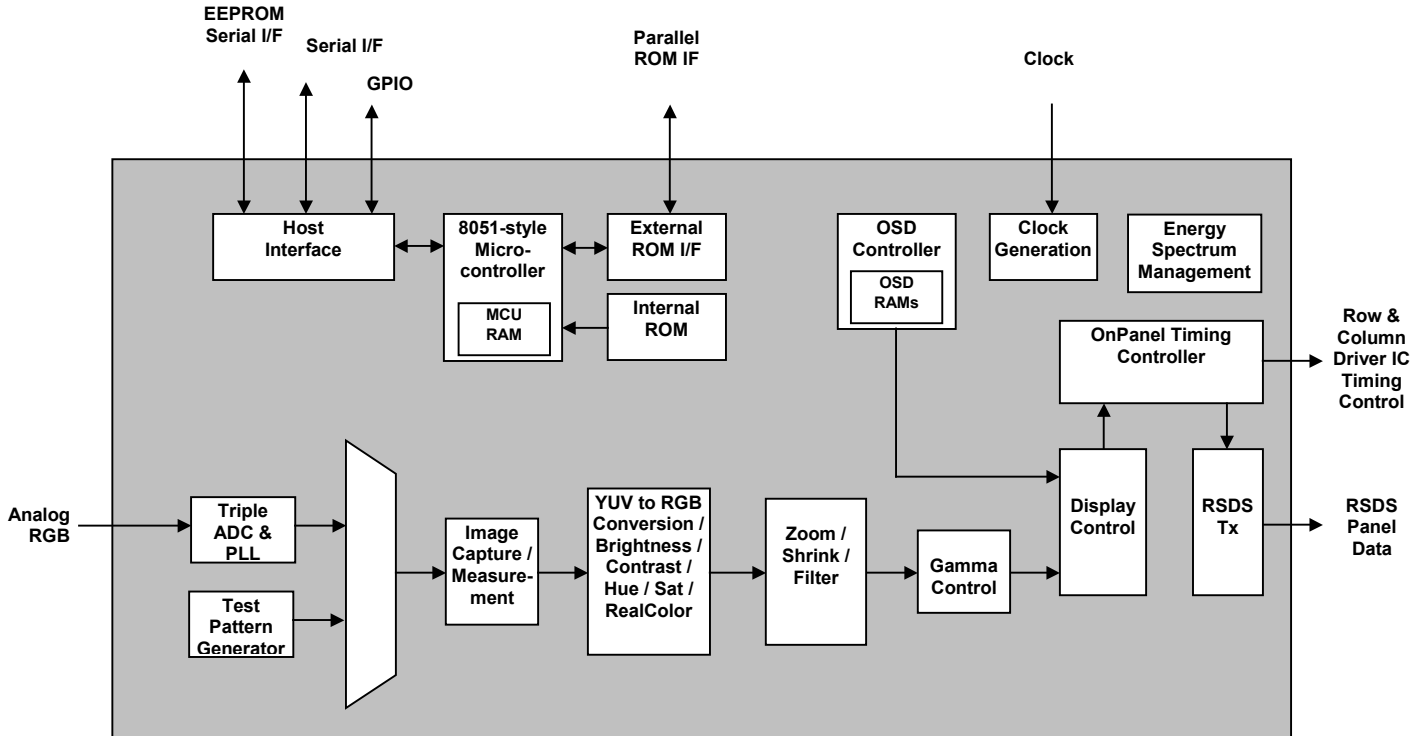 EEPROM
Serial I/F
Serial I/F
GPIO
Parallel
ROM IF
Clock
Host
Interface
8051-style
Micro-
controller
MCU
RAM
External
ROM I/F
Internal
ROM
OSD
Controller
OSD
RAMs
Clock
Generation
Energy
Spectrum
Management
OnPanel Timing
Controller
Row &
Column
Driver IC
Timing
Control
Analog
RGB
Triple
ADC &
PLL
Test
Pattern
Generator
Image
Capture /
Measure-
ment
YUV to RGB
Conversion /
Brightness /
Contrast /
Hue / Sat /
RealColor
Zoom /
Shrink /
Filter
Gamma
Control
Display
Control
RSDS
Tx
RSDS
Panel
Data